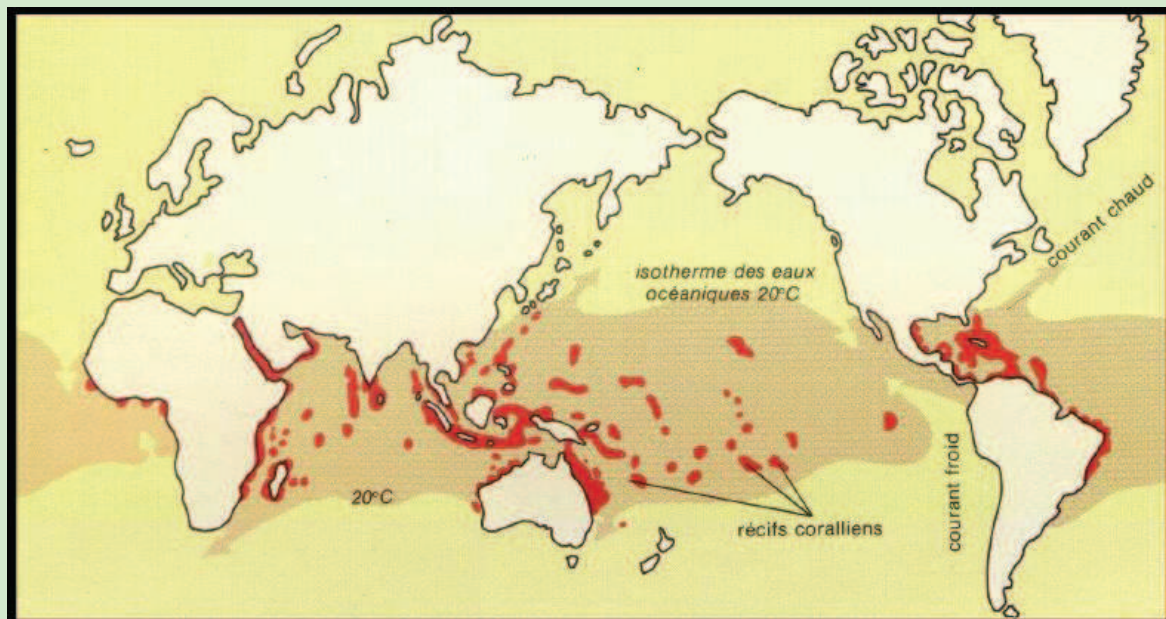 courant chaud
isotherme des eaux
océaniques 20°C
20°C
courant froid
récifs coralliens